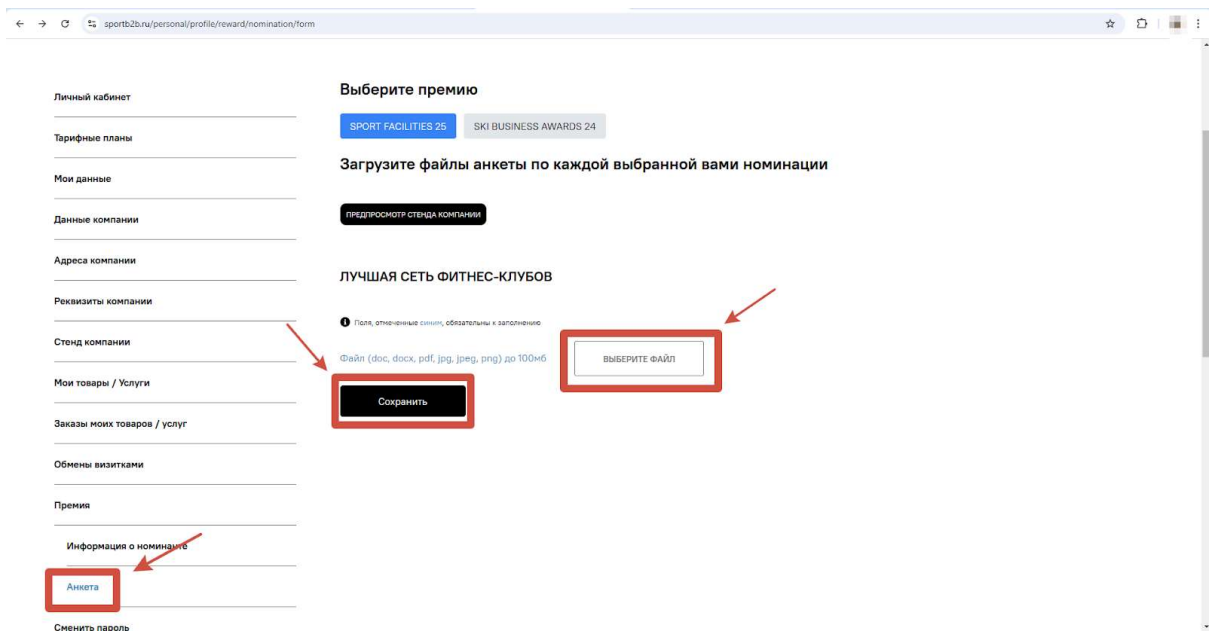 sportb2b.ru/personal/profile/reward/nomination/form
Личный кабинет
Тарифные планы
Мои данные
Данные компании
Адреса компании
Реквизиты компании
Стенд компании
Мои товары / Услуги
Заказы моих товаров / услуг
Обмены визитками
Премия
Информация о номинанте
Анкета
Сменить пароль
Выберите премию
SPORT FACILITIES 25 SKI BUSINESS AWARDS 24
Загрузите файлы анкеты по каждой выбранной вами номинации
ПРЕДПРОСМОТР СТЕНДА КОМПАНИИ
ЛУЧШАЯ СЕТЬ ФИТНЕС-КЛУБОВ
Поля, отмеченные синим, обязательны к заполнению
Файл (doc, docx, pdf, jpg, jpeg, png) до 100мб ВЫБЕРИТЕ ФАЙЛ
Сохранить